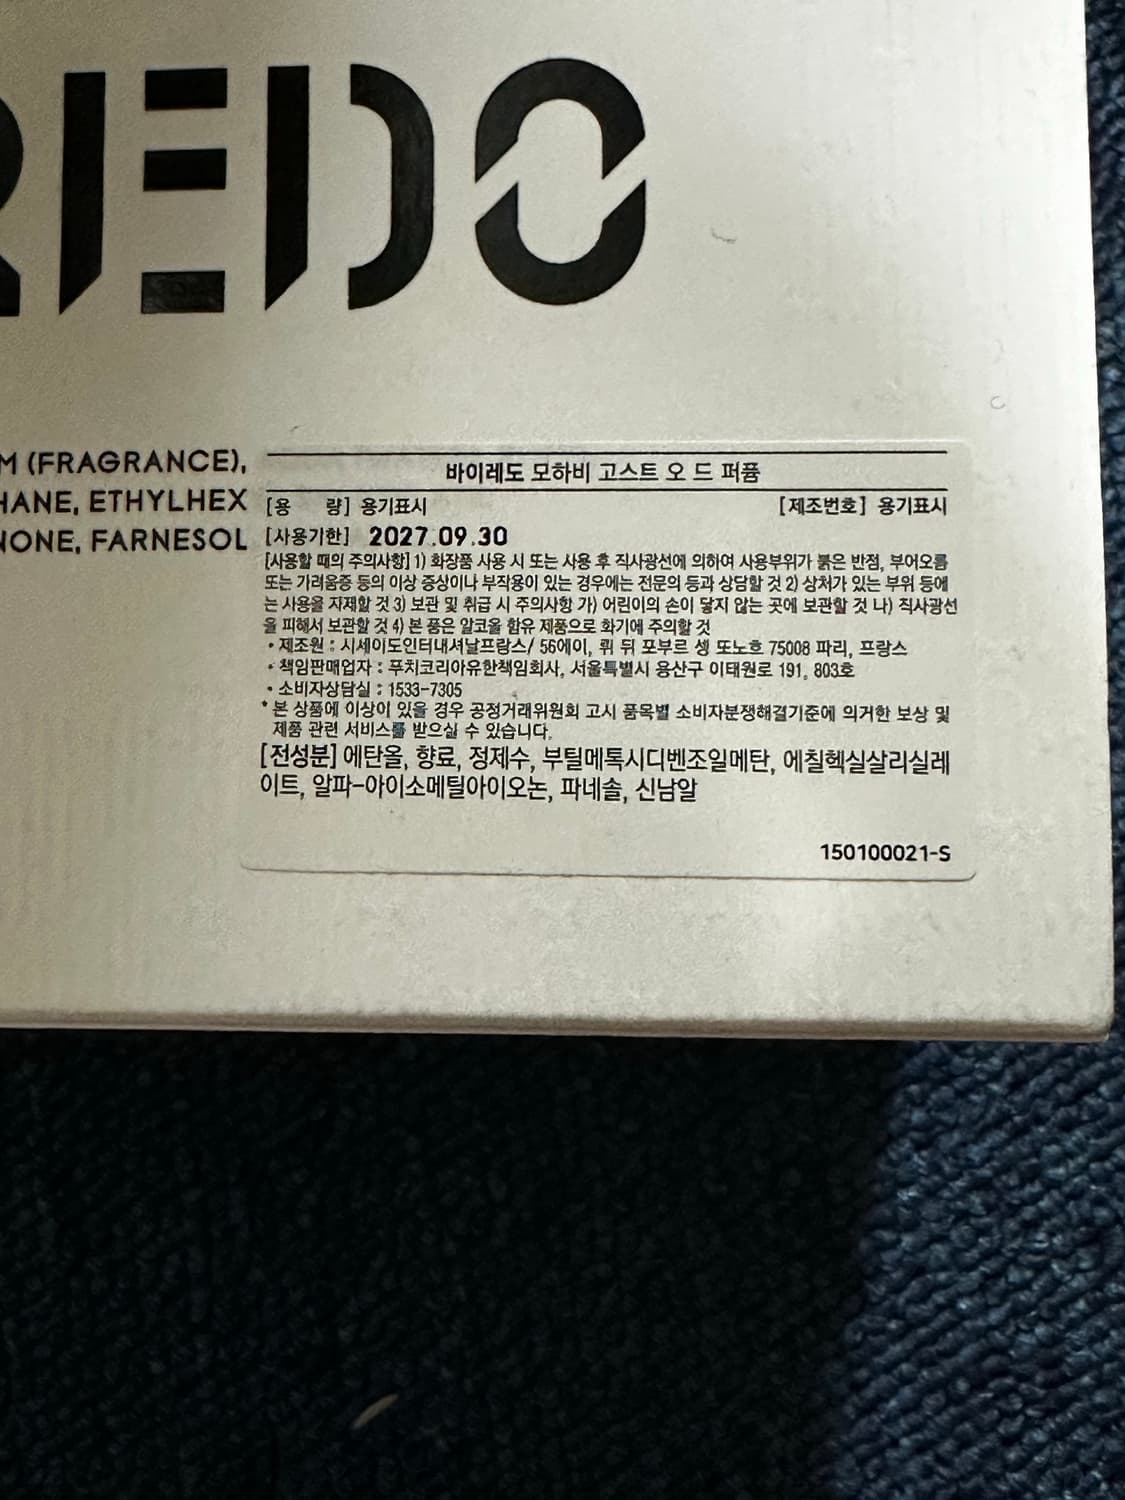 REDO
M (FRAGRANCE),
HANE, ETHYLHEX
NONE, FARNESOL
바이레도 모하비 고스트 오 드 퍼퓸
[용 량] 용기표시 [제조번호] 용기표시
[사용기한] 2027.09.30
[사용할 때의 주의사항] 1) 화장품 사용 시 또는 사용 후 직사광선에 의하여 사용부위가 붉은 반점, 부어오름
또는 가려움증 등의 이상 증상이나 부작용이 있는 경우에는 전문의 등과 상담할 것 2) 상처가 있는 부위 등에
는 사용을 자제할 것 3) 보관 및 취급 시 주의사항 가) 어린이의 손이 닿지 않는 곳에 보관할 것 나) 직사광선
을 피해서 보관할 것 4) 본 품은 알코올 함유 제품으로 화기에 주의할 것
• 제조원 : 시세이도인터내셔날프랑스/ 56에이, 뤼 뒤 포부르 셍 또노호 75008 파리, 프랑스
• 책임판매업자 : 푸치코리아유한책임회사, 서울특별시 용산구 이태원로 191, 803호
• 소비자상담실 : 1533-7305
* 본 상품에 이상이 있을 경우 공정거래위원회 고시 품목별 소비자분쟁해결기준에 의거한 보상 및
제품 관련 서비스를 받으실 수 있습니다.
[전성분] 에탄올, 향료, 정제수, 부틸메톡시디벤조일메탄, 에칠헥실살리실레
이트, 알파-아이소메틸아이오논, 파네솔, 신남알
150100021-S